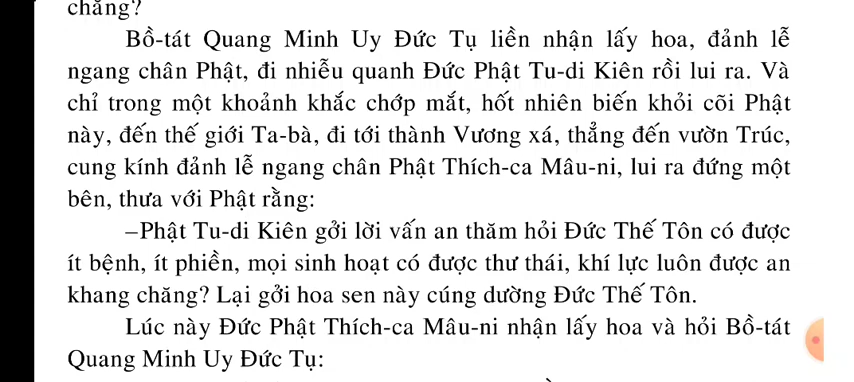 chăng?
Bồ-tát Quang Minh Uy Đức Tụ liền nhận lấy hoa, đảnh lễ
ngang chân Phật, đi nhiễu quanh Đức Phật Tu-di Kiên rồi lui ra. Và
chỉ trong một khoảnh khắc chớp mắt, hốt nhiên biến khỏi cõi Phật
này, đến thế giới Ta-bà, đi tới thành Vương xá, thẳng đến vườn Trúc,
cung kính đảnh lễ ngang chân Phật Thích-ca Mâu-ni, lui ra đứng một
bên, thưa với Phật rằng:
–Phật Tu-di Kiên gởi lời vấn an thăm hỏi Đức Thế Tôn có được
ít bệnh, ít phiền, mọi sinh hoạt có được thư thái, khí lực luôn được an
khang chăng? Lại gởi hoa sen này cúng dường Đức Thế Tôn.
Lúc này Đức Phật Thích-ca Mâu-ni nhận lấy hoa và hỏi Bồ-tát
Quang Minh Uy Đức Tụ: